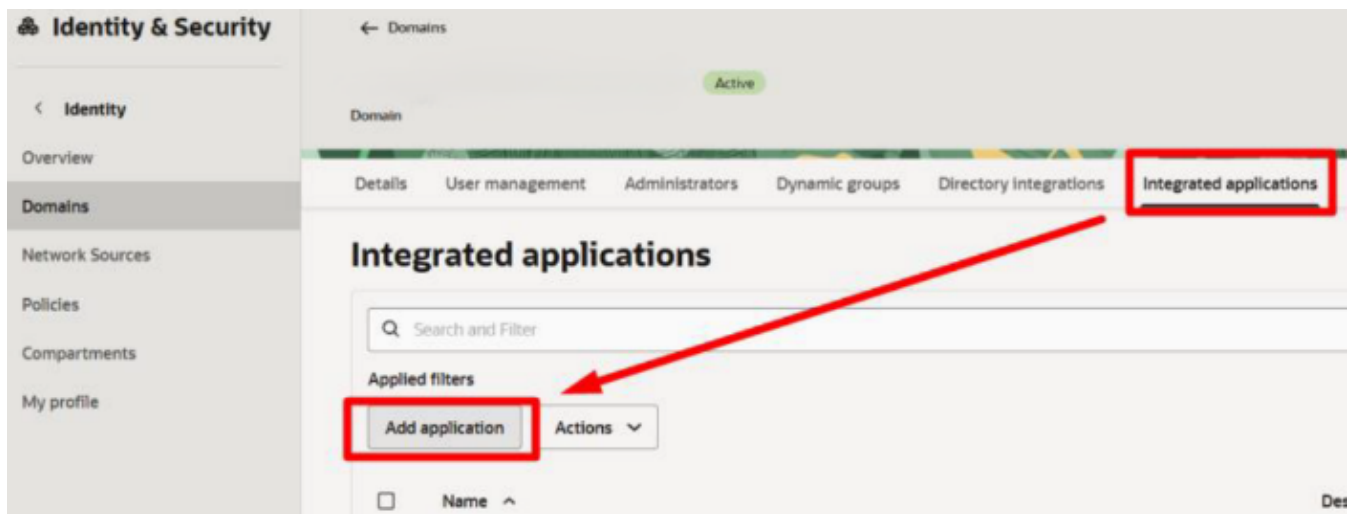 Identity & Security
← Domains
Active
< Identity
Domain
Overview
Details User management Administrators Dynamic groups Directory integrations Integrated applications
Domains
Integrated applications
Network Sources
Policies
Search and Filter
Compartments
Applied filters
My profile
Add application Actions
Name
Des